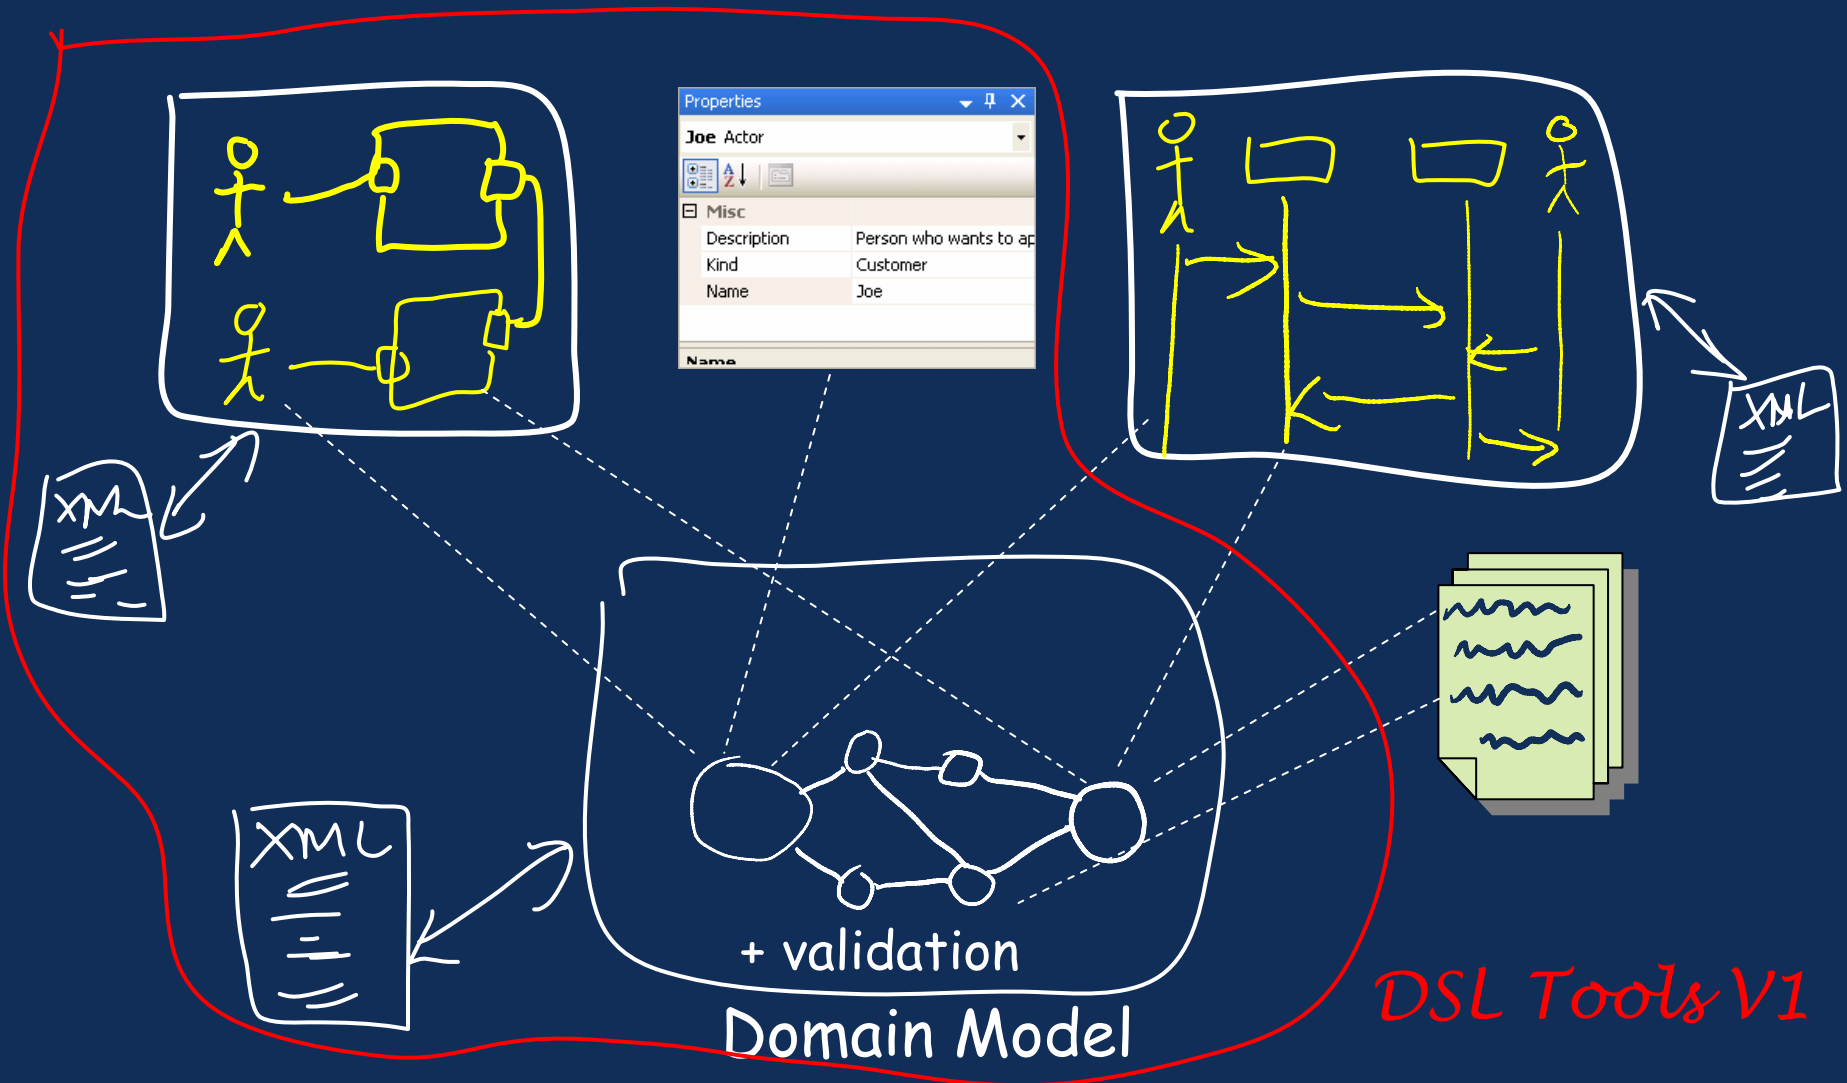 Properties
Joe Actor
A
Z
Misc
Description Person who wants to ap
Kind Customer
Name Joe
Name
XML
XML
XML
+ validation
Domain Model
DSL Tools V1